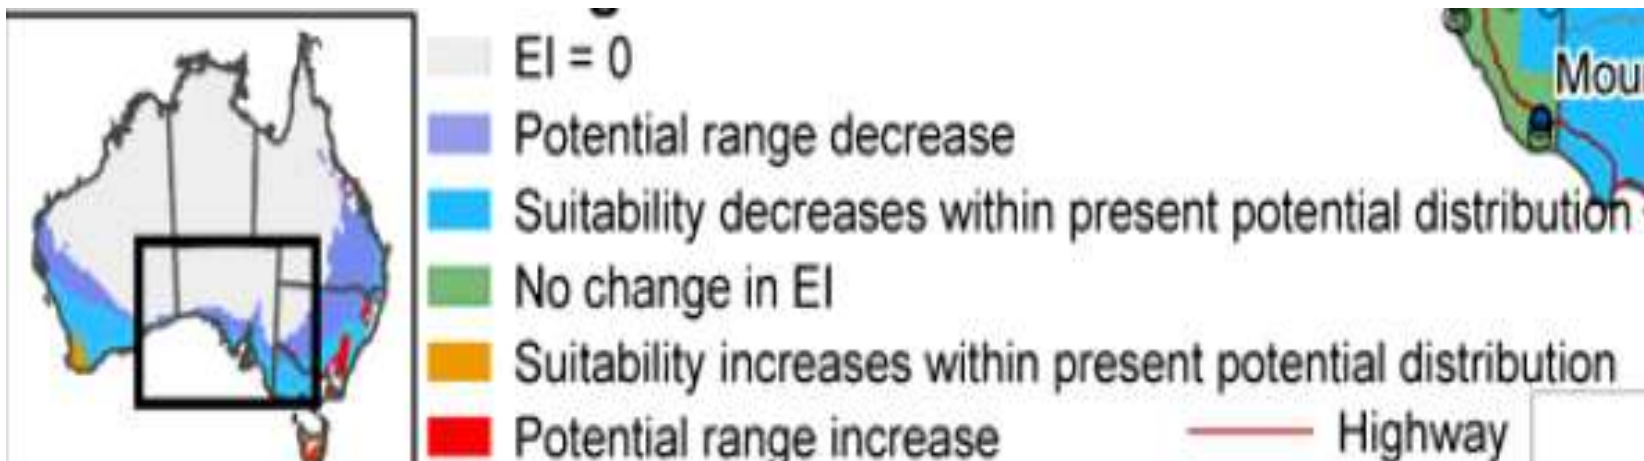 EI = 0
Potential range decrease
Suitability decreases within present potential distribution
No change in EI
Suitability increases within present potential distribution
Potential range increase
Highway